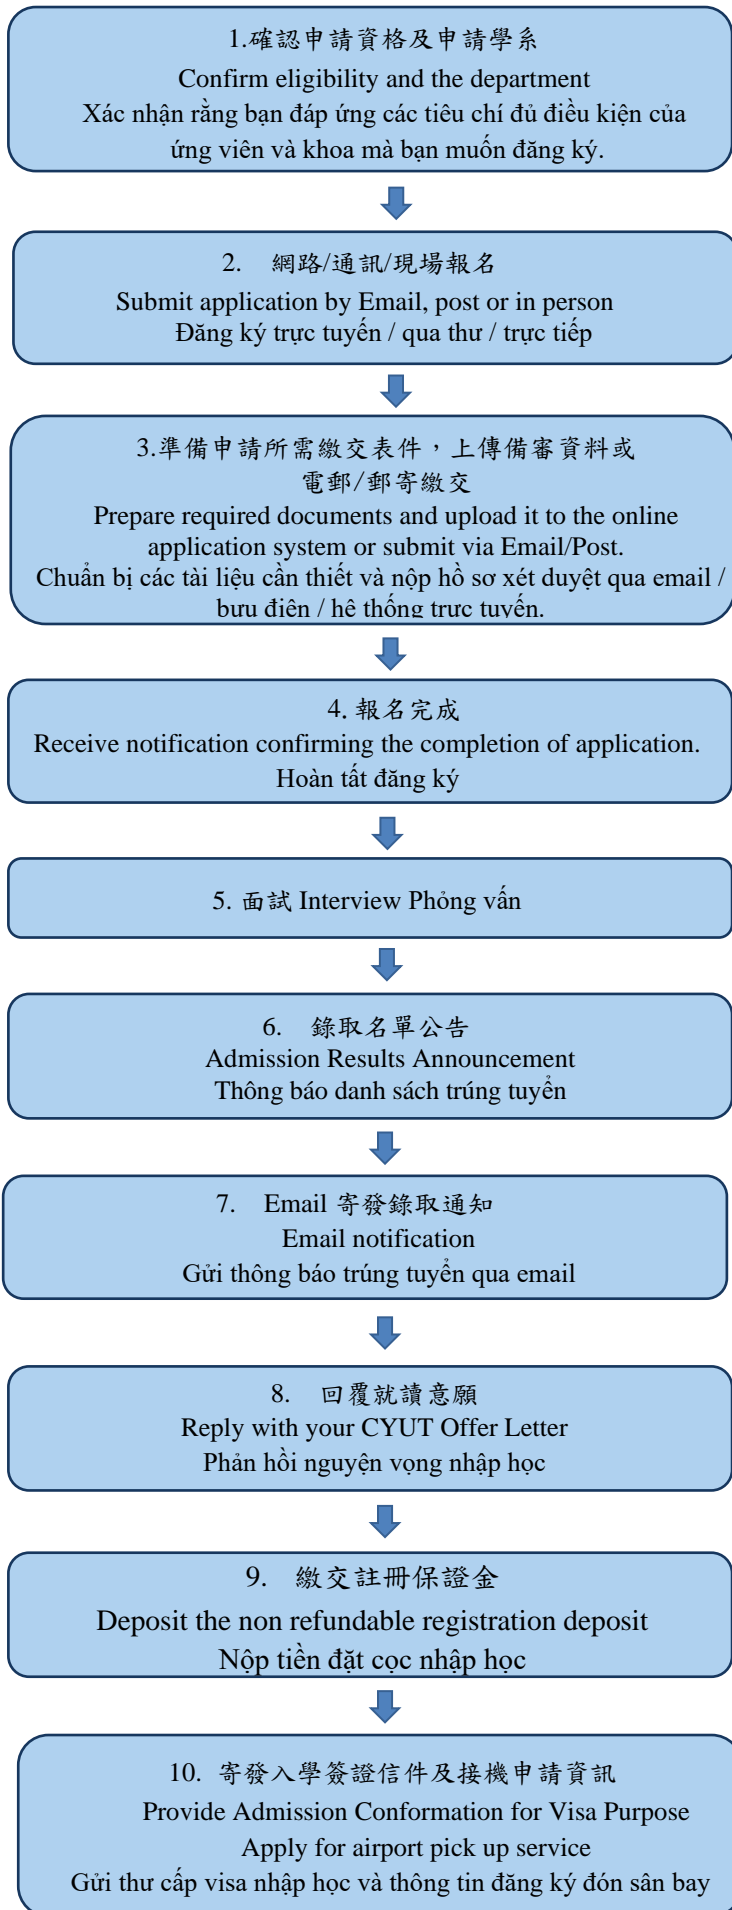 1.確認申請資格及申請學系
Confirm eligibility and the department
Xác nhận rằng bạn đáp ứng các tiêu chí đủ điều kiện của
ứng viên và khoa mà bạn muốn đăng ký.
2. 網路/通訊/現場報名
Submit application by Email, post or in person
Đăng ký trực tuyến / qua thư / trực tiếp
3.準備申請所需繳交表件，上傳備審資料或
電郵/郵寄繳交
Prepare required documents and upload it to the online
application system or submit via Email/Post.
Chuẩn bị các tài liệu cần thiết và nộp hồ sơ xét duyệt qua email /
bưu điện / hệ thống trực tuyến.
4. 報名完成
Receive notification confirming the completion of application.
Hoàn tất đăng ký
5. 面試 Interview Phỏng vấn
6. 錄取名單公告
Admission Results Announcement
Thông báo danh sách trúng tuyển
7. Email 寄發錄取通知
Email notification
Gửi thông báo trúng tuyển qua email
8. 回覆就讀意願
Reply with your CYUT Offer Letter
Phản hồi nguyện vọng nhập học
9. 繳交註冊保證金
Deposit the non refundable registration deposit
Nộp tiền đặt cọc nhập học
10. 寄發入學簽證信件及接機申請資訊
Provide Admission Conformation for Visa Purpose
Apply for airport pick up service
Gửi thư cấp visa nhập học và thông tin đăng ký đón sân bay